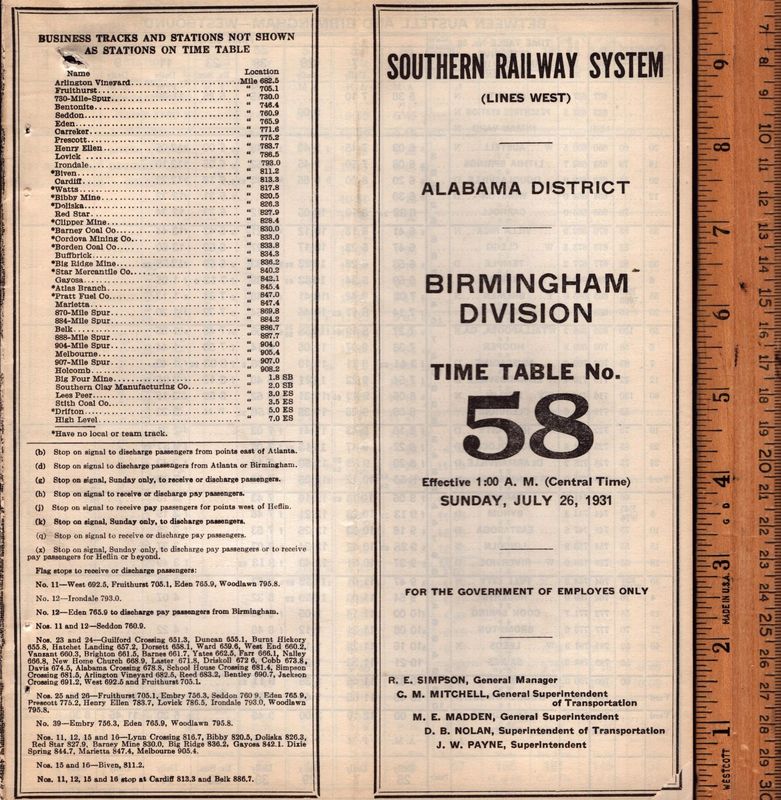 BUSINESS TRACKS AND STATIONS NOT SHOWN
AS STATIONS ON TIME TABLE
Name Location
Arlington Vineyard Mile 682.5
Fruithurst " 705.1
730-Mile-Spur " 730.0
Bentonite " 746.4
Seddon " 760.9
Eden " 765.9
Carreker " 771.6
Prescott " 775.2
Henry Ellen " 783.7
Lovick " 786.5
Irondale " 793.0
*Biven " 811.2
Cardiff " 813.3
*Watts " 817.8
*Bibby Mine " 820.5
*Doliska " 826.3
Red Star " 827.9
*Clipper Mine " 828.4
*Barney Coal Co. " 830.0
*Cordova Mining Co. " 833.0
*Borden Coal Co. " 833.8
Buffbrick " 834.3
*Big Ridge Mine " 836.2
*Star Mercantile Co. " 840.2
Gayosa " 842.1
*Atlas Branch " 845.4
*Pratt Fuel Co. " 847.0
Marietta " 847.4
870-Mile Spur " 869.8
884-Mile Spur " 884.2
Belk " 886.7
888-Mile Spur " 887.7
904-Mile Spur " 904.0
Melbourne " 905.4
907-Mile Spur " 907.0
Holcomb " 908.2
Big Four Mine " 1.8 SB
Southern Clay Manufacturing Co. " 2.0 SB
Lees Peer " 3.0 ES
Stith Coal Co. " 3.5 ES
*Drifton " 5.0 ES
High Level " 7.0 ES
*Have no local or team track.
(b) Stop on signal to discharge passengers from points east of Atlanta.
(d) Stop on signal to discharge passengers from Atlanta or Birmingham.
(g) Stop on signal, Sunday only, to receive or discharge passengers.
(h) Stop on signal to receive or discharge pay passengers.
(j) Stop on signal to receive pay passengers for points west of Heflin.
(k) Stop on signal, Sunday only, to discharge passengers.
(q) Stop on signal to receive or discharge pay passengers.
(x) Stop on signal, Sunday only, to discharge pay passengers or to receive
pay passengers for Heflin or beyond.
Flag stops to receive or discharge passengers:
No. 11—West 692.5, Fruithurst 705.1, Eden 765.9, Woodlawn 795.8.
No. 12—Irondale 793.0.
No. 12—Eden 765.9 to discharge pay passengers from Birmingham.
Nos. 11 and 12—Seddon 760.9.
Nos. 23 and 24—Guilford Crossing 651.3, Duncan 655.1, Burnt Hickory
655.8, Hatchet Landing 657.2, Dorsett 658.1, Ward 659.6, West End 660.2,
Vansant 660.3, Brighton 661.5, Barnes 661.7, Yates 662.5, Farr 666.1, Nalley
666.8, New Home Church 668.9, Laster 671.8, Driskoll 672 6, Cobb 673.8,
Davis 674.5, Alabama Crossing 678.8, School House Crossing 681.4, Simpson
Crossing 681.5, Arlington Vineyard 682.5, Reed 683.2, Bentley 690.7, Jackson
Crossing 691.2, West 692.5 and Fruithurst 705.1.
Nos. 25 and 26—Fruithurst 705.1, Embry 756.3, Seddon 760 9, Eden 765 9,
Prescott 775.2, Henry Ellen 783.7, Lovick 786.5, Irondale 793.0, Woodlawn
795.8.
No. 39—Embry 756.3, Eden 765.9, Woodlawn 795.8.
Nos. 11, 12, 15 and 16—Lynn Crossing 816.7, Bibby 820.5, Doliska 826.3,
Red Star 827.9, Barney Mine 830.0, Big Ridge 836.2, Gayosa 842.1. Dixie
Spring 844.7, Marietta 847.4, Melbourne 905.4.
Nos. 15 and 16—Biven, 811.2.
Nos. 11, 12, 15 and 16 stop at Cardiff 813.3 and Belk 886.7.
SOUTHERN RAILWAY SYSTEM
(LINES WEST)
ALABAMA DISTRICT
BIRMINGHAM
DIVISION
TIME TABLE No.
58
Effective 1:00 A. M. (Central Time)
SUNDAY, JULY 26, 1931
FOR THE GOVERNMENT OF EMPLOYES ONLY
R. E. SIMPSON, General Manager
C. M. MITCHELL, General Superintendent
of Transportation
M. E. MADDEN, General Superintendent
D. B. NOLAN, Superintendent of Transportation
J. W. PAYNE, Superintendent
9
8
7
6
5
4
3
2
1
MADE IN U.S.A.
WESTCOTT